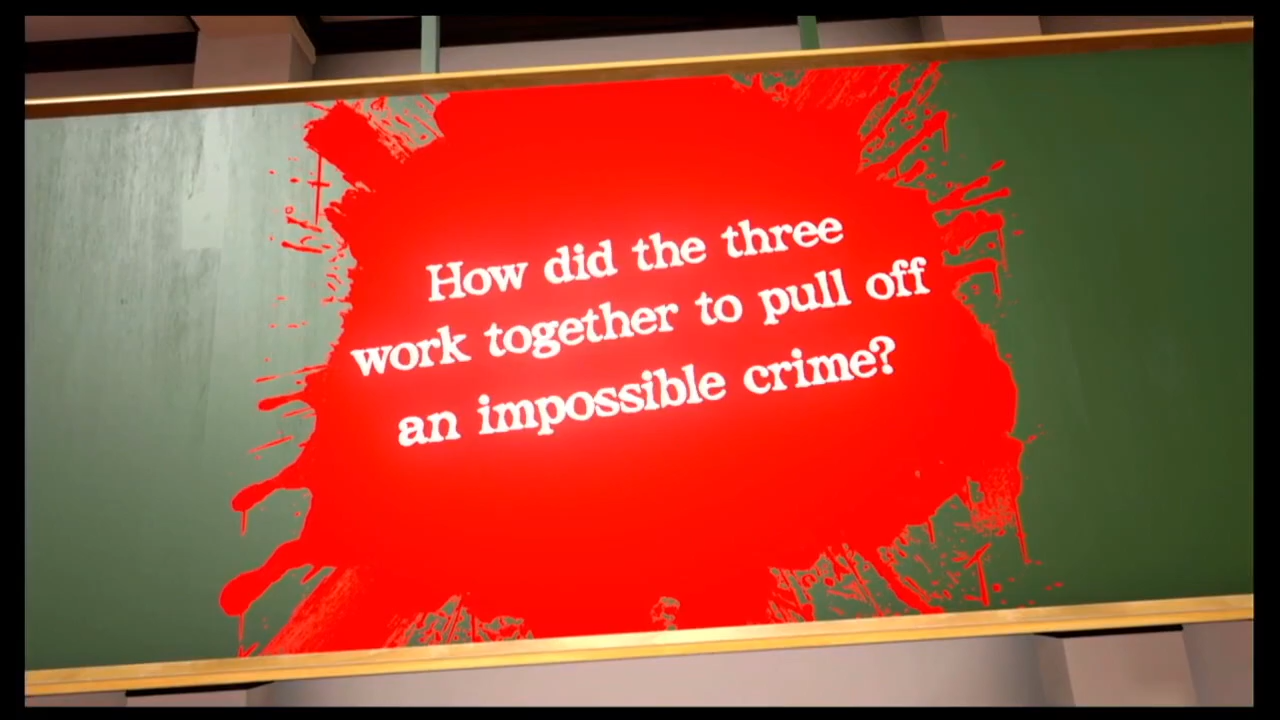 How did the three
work together to pull off
an impossible crime?